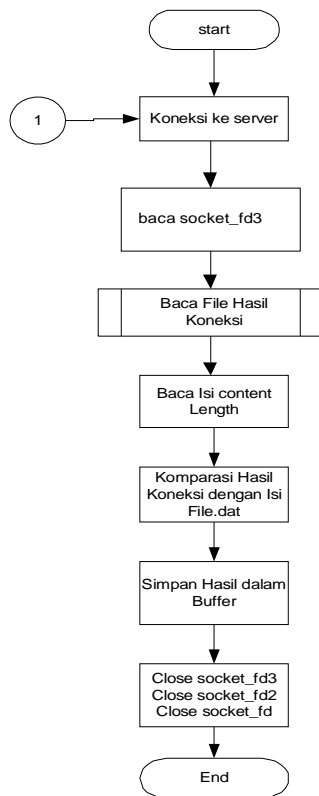 start
1
Koneksi ke server
baca socket_fd3
Baca File Hasil
Koneksi
Baca Isi content
Length
Komparasi Hasil
Koneksi dengan Isi
File.dat
Simpan Hasil dalam
Buffer
Close socket_fd3
Close socket_fd2
Close socket_fd
End